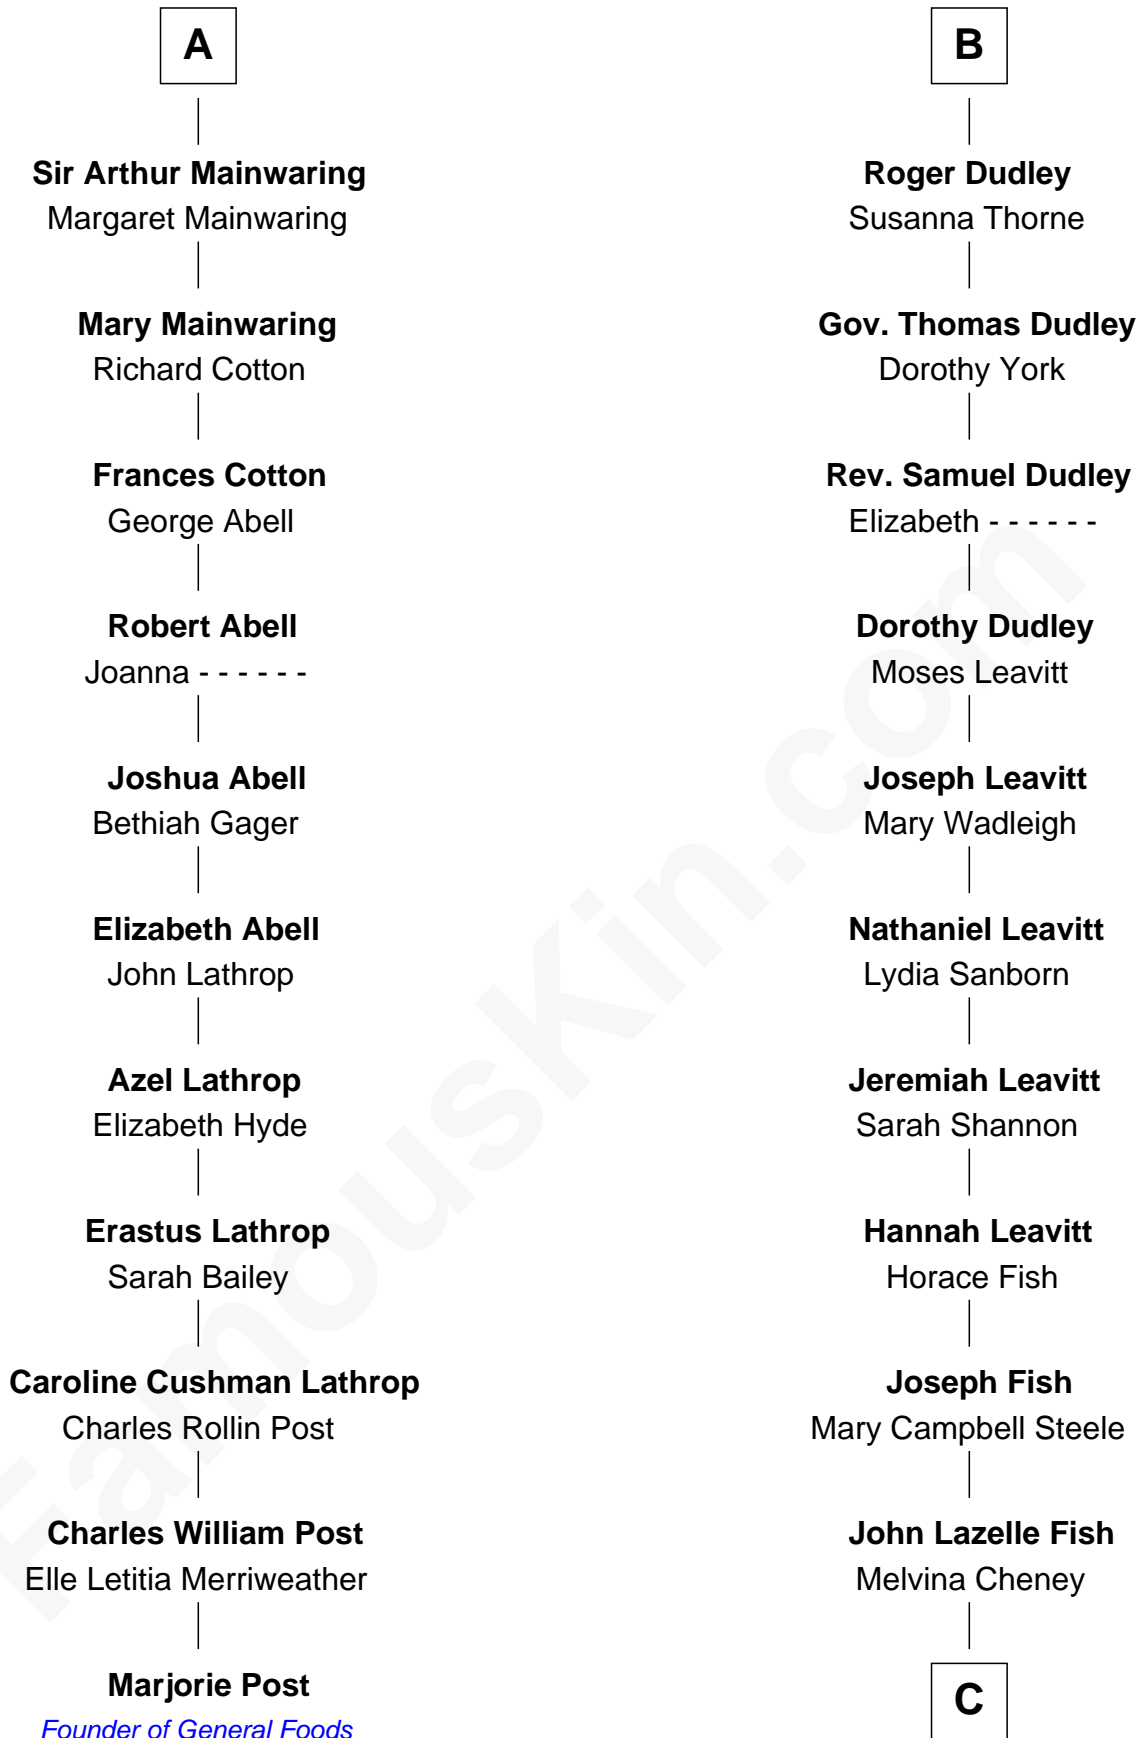 A
Sir Arthur Mainwaring
Margaret Mainwaring
Mary Mainwaring
Richard Cotton
Frances Cotton
George Abell
Robert Abell
Joanna - - - - - -
Joshua Abell
Bethiah Gager
Elizabeth Abell
John Lathrop
Azel Lathrop
Elizabeth Hyde
Erastus Lathrop
Sarah Bailey
Caroline Cushman Lathrop
Charles Rollin Post
Charles William Post
Elle Letitia Merriweather
Marjorie Post
Founder of General Foods
B
Roger Dudley
Susanna Thorne
Gov. Thomas Dudley
Dorothy York
Rev. Samuel Dudley
Elizabeth - - - - - -
Dorothy Dudley
Moses Leavitt
Joseph Leavitt
Mary Wadleigh
Nathaniel Leavitt
Lydia Sanborn
Jeremiah Leavitt
Sarah Shannon
Hannah Leavitt
Horace Fish
Joseph Fish
Mary Campbell Steele
John Lazelle Fish
Melvina Cheney
C
FamousKin.com